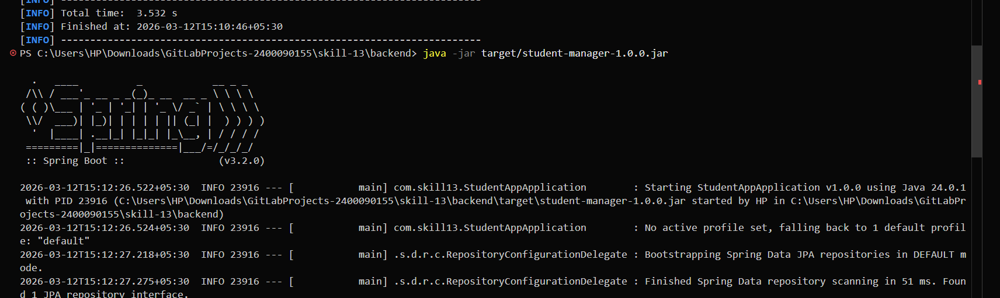 [INFO] ------------------------------------------------------------------------
[INFO] Total time:  3.532 s
[INFO] Finished at: 2026-03-12T15:10:46+05:30
[INFO] ------------------------------------------------------------------------
PS C:\Users\HP\Downloads\GitLabProjects-2400090155\skill-13\backend> java -jar target/student-manager-1.0.0.jar

  .   ____          _            __ _ _
 /\\ / ___'_ __ _ _(_)_ __  __ _ \ \ \ \
( ( )\___ | '_ | '_| | '_ \/ _` | \ \ \ \
 \\/  ___)| |_)| | | | | || (_| |  ) ) ) )
  '  |____| .__|_| |_|_| |_\__, | / / / /
 =========|_|==============|___/=/_/_/_/
 :: Spring Boot ::                (v3.2.0)

2026-03-12T15:12:26.522+05:30  INFO 23916 --- [           main] com.skill13.StudentAppApplication        : Starting StudentAppApplication v1.0.0 using Java 24.0.1
 with PID 23916 (C:\Users\HP\Downloads\GitLabProjects-2400090155\skill-13\backend\target\student-manager-1.0.0.jar started by HP in C:\Users\HP\Downloads\GitLabPr
ojects-2400090155\skill-13\backend)
2026-03-12T15:12:26.524+05:30  INFO 23916 --- [           main] com.skill13.StudentAppApplication        : No active profile set, falling back to 1 default profil
e: "default"
2026-03-12T15:12:27.218+05:30  INFO 23916 --- [           main] .s.d.r.c.RepositoryConfigurationDelegate : Bootstrapping Spring Data JPA repositories in DEFAULT m
ode.
2026-03-12T15:12:27.275+05:30  INFO 23916 --- [           main] .s.d.r.c.RepositoryConfigurationDelegate : Finished Spring Data repository scanning in 51 ms. Foun
d 1 JPA repository interface.